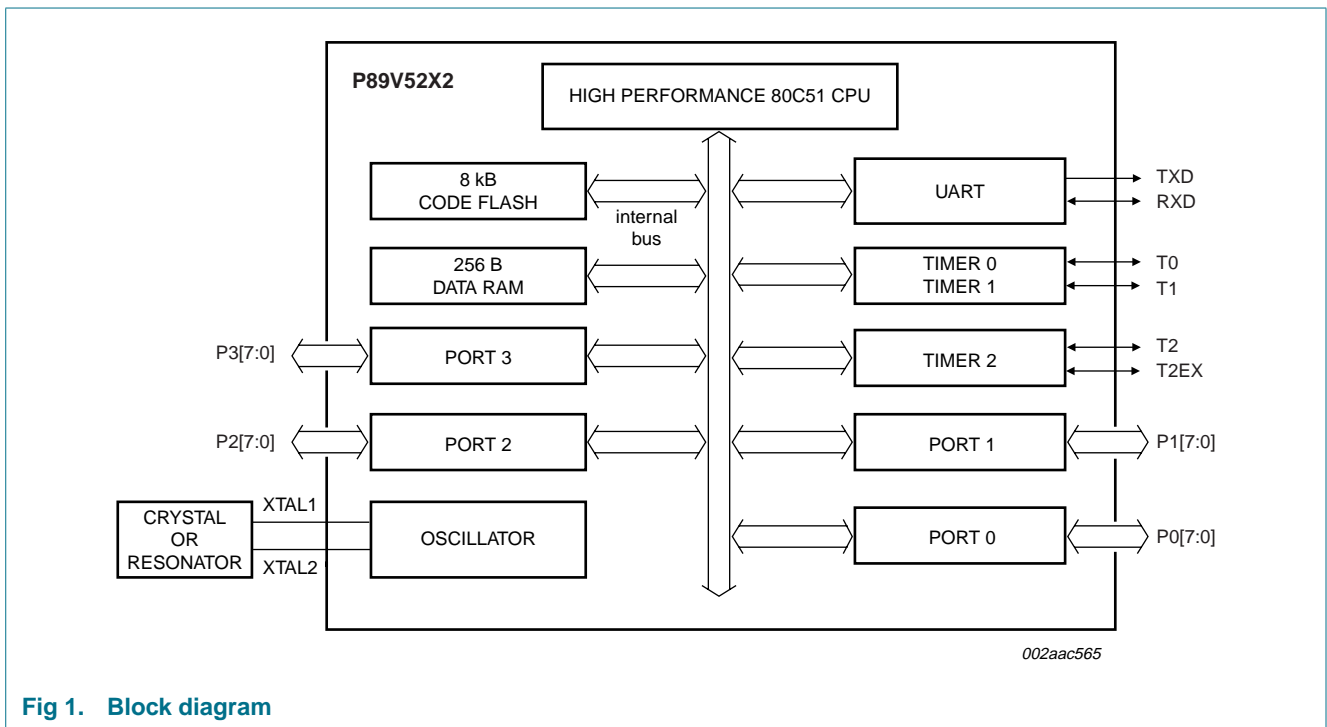 P89V52X2
HIGH PERFORMANCE 80C51 CPU
8 kB
CODE FLASH
internal
bus
UART
TXD
RXD
256 B
DATA RAM
TIMER 0
TIMER 1
T0
T1
P3[7:0]
PORT 3
TIMER 2
T2
T2EX
P2[7:0]
PORT 2
PORT 1
P1[7:0]
CRYSTAL
OR
RESONATOR
XTAL1
XTAL2
OSCILLATOR
PORT 0
P0[7:0]
002aac565
Fig 1. Block diagram